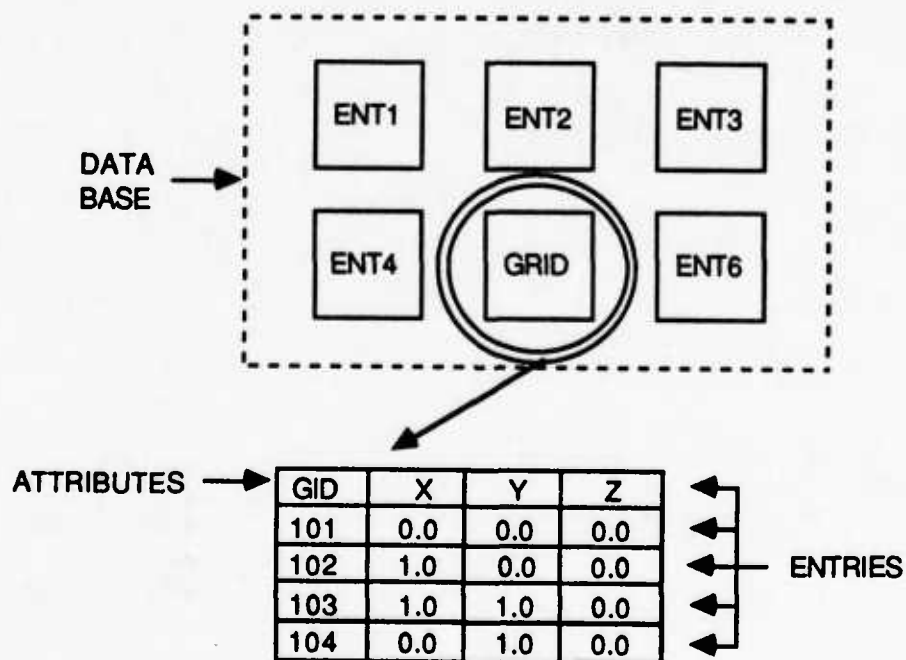 ENT1 ENT2 ENT3
DATA
BASE
ENT4 GRID ENT6
ATTRIBUTES
GID X Y Z
101 0.0 0.0 0.0
102 1.0 0.0 0.0
103 1.0 1.0 0.0
104 0.0 1.0 0.0
ENTRIES